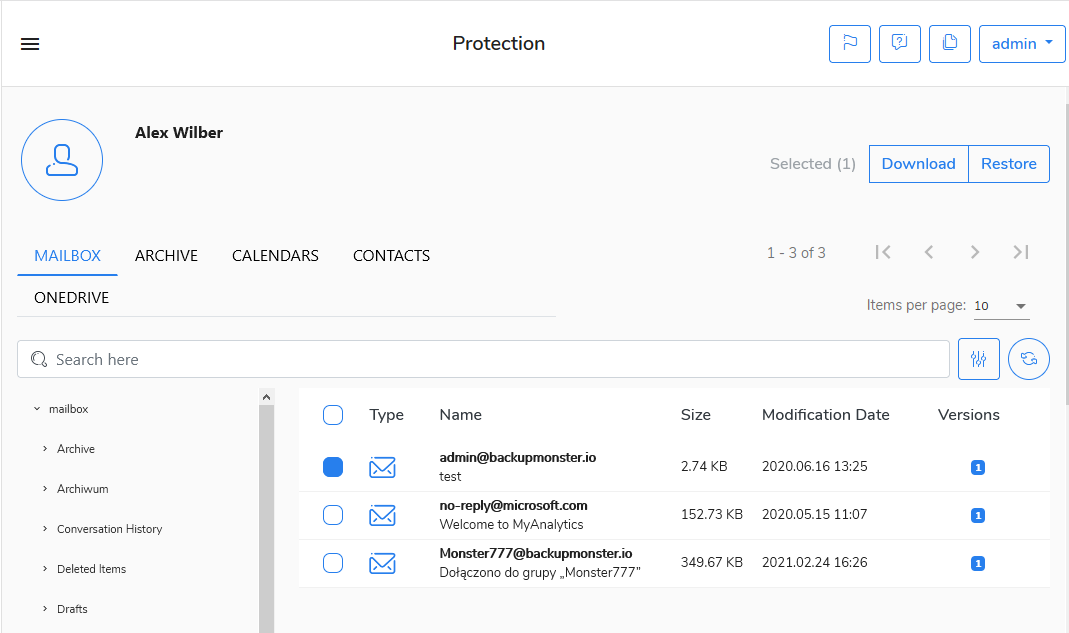 Protection
admin
Alex Wilber
Selected (1)
Download
Restore
MAILBOX
ARCHIVE
CALENDARS
CONTACTS
ONEDRIVE
1 - 3 of 3
Items per page: 10
Search here
mailbox
Archive
Archiwum
Conversation History
Deleted Items
Drafts
Type Name Size Modification Date Versions
admin@backupmonster.io
test
2.74 KB 2020.06.16 13:25 1
no-reply@microsoft.com
Welcome to MyAnalytics
152.73 KB 2020.05.15 11:07 1
Monster777@backupmonster.io
Dołączono do grupy „Monster777”
349.67 KB 2021.02.24 16:26 1